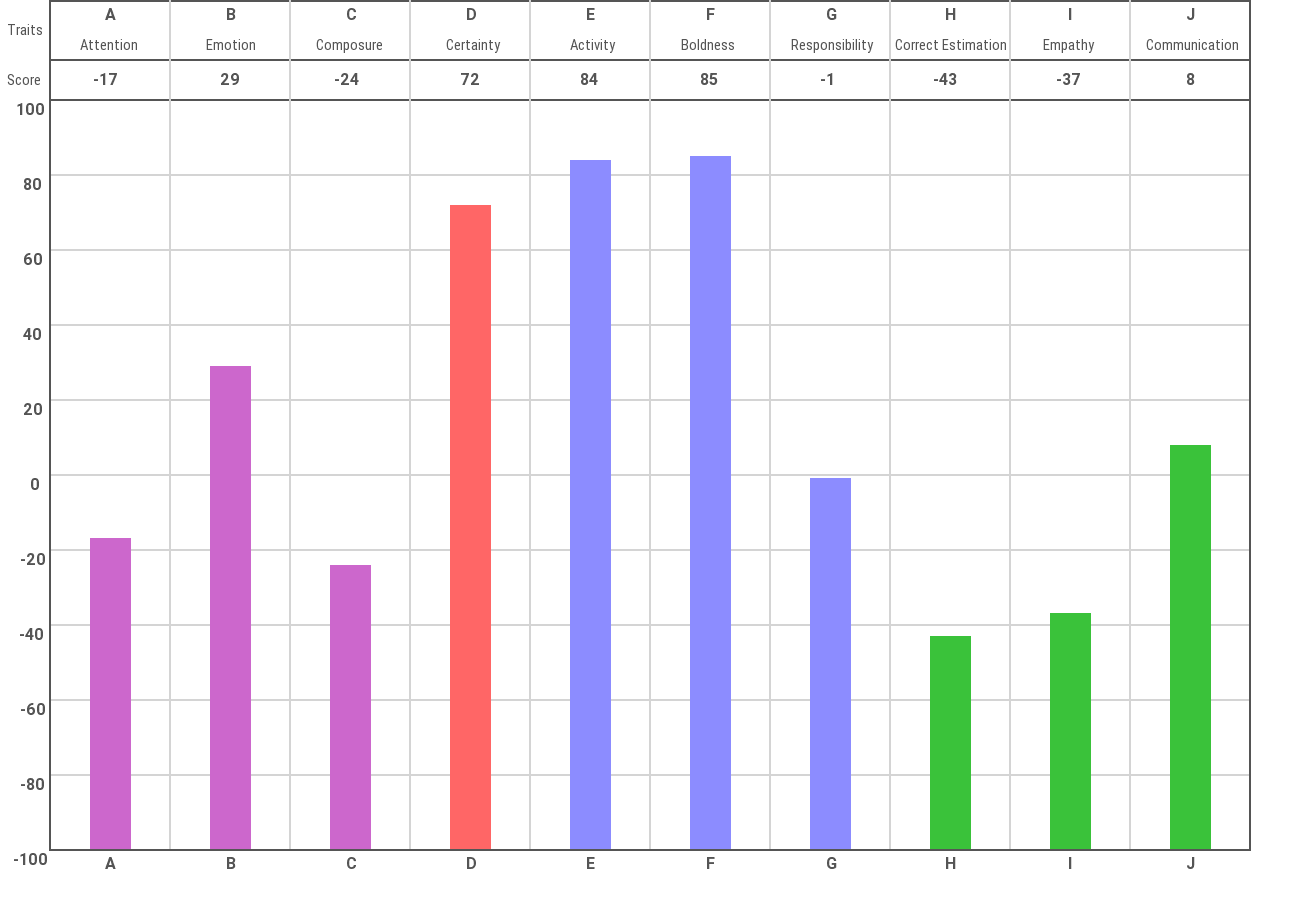 A B C D E F G H I J
Traits
Attention Emotion Composure Certainty Activity Boldness Responsibility Correct Estimation Empathy Communication
Score -17 29 -24 72 84 85 -1 -43 -37 8
100
80
60
40
20
0
-20
-40
-60
-80
-100
A B C D E F G H I J